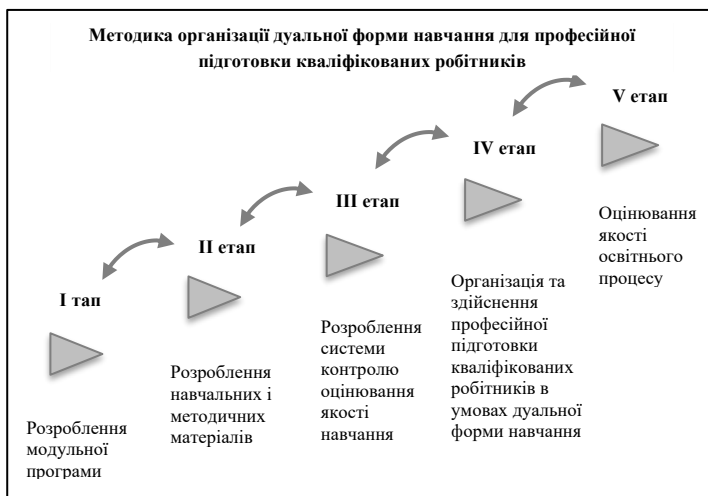 Методика організації дуальної форми навчання для професійної
підготовки кваліфікованих робітників
І тап
Розроблення
модульної
програми
ІІ етап
Розроблення
навчальних і
методичних
матеріалів
ІІІ етап
Розроблення
системи
контролю
оцінювання
якості
навчання
IV етап
Організація та
здійснення
професійної
підготовки
кваліфікованих
робітників в
умовах дуальної
форми навчання
V етап
Оцінювання
якості
освітнього
процесу